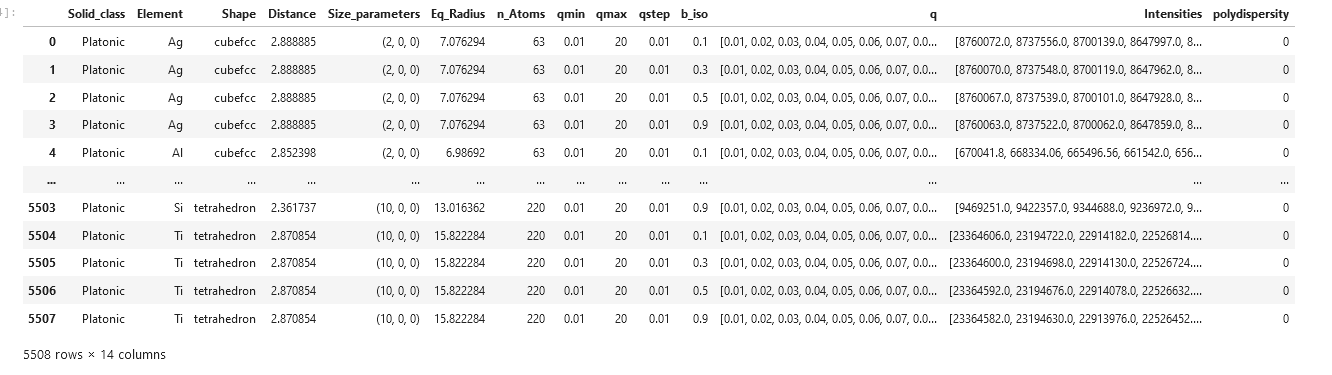 4]:
Solid_class Element Shape Distance Size_parameters Eq_Radius n_Atoms qmin qmax qstep b_iso q Intensities polydispersity
0 Platonic Ag cubefcc 2.888885 (2, 0, 0) 7.076294 63 0.01 20 0.01 0.1 [0.01, 0.02, 0.03, 0.04, 0.05, 0.06, 0.07, 0.0... [8760072.0, 8737556.0, 8700139.0, 8647997.0, 8... 0
1 Platonic Ag cubefcc 2.888885 (2, 0, 0) 7.076294 63 0.01 20 0.01 0.3 [0.01, 0.02, 0.03, 0.04, 0.05, 0.06, 0.07, 0.0... [8760070.0, 8737548.0, 8700119.0, 8647962.0, 8... 0
2 Platonic Ag cubefcc 2.888885 (2, 0, 0) 7.076294 63 0.01 20 0.01 0.5 [0.01, 0.02, 0.03, 0.04, 0.05, 0.06, 0.07, 0.0... [8760067.0, 8737539.0, 8700101.0, 8647928.0, 8... 0
3 Platonic Ag cubefcc 2.888885 (2, 0, 0) 7.076294 63 0.01 20 0.01 0.9 [0.01, 0.02, 0.03, 0.04, 0.05, 0.06, 0.07, 0.0... [8760063.0, 8737522.0, 8700062.0, 8647859.0, 8... 0
4 Platonic Al cubefcc 2.852398 (2, 0, 0) 6.98692 63 0.01 20 0.01 0.1 [0.01, 0.02, 0.03, 0.04, 0.05, 0.06, 0.07, 0.0... [670041.8, 668334.06, 665496.56, 661542.0, 656... 0
... ... ... ... ... ... ... ... ... ... ... ... ... ... ...
5503 Platonic Si tetrahedron 2.361737 (10, 0, 0) 13.016362 220 0.01 20 0.01 0.9 [0.01, 0.02, 0.03, 0.04, 0.05, 0.06, 0.07, 0.0... [9469251.0, 9422357.0, 9344688.0, 9236972.0, 9... 0
5504 Platonic Ti tetrahedron 2.870854 (10, 0, 0) 15.822284 220 0.01 20 0.01 0.1 [0.01, 0.02, 0.03, 0.04, 0.05, 0.06, 0.07, 0.0... [23364606.0, 23194722.0, 22914182.0, 22526814.... 0
5505 Platonic Ti tetrahedron 2.870854 (10, 0, 0) 15.822284 220 0.01 20 0.01 0.3 [0.01, 0.02, 0.03, 0.04, 0.05, 0.06, 0.07, 0.0... [23364600.0, 23194698.0, 22914130.0, 22526724.... 0
5506 Platonic Ti tetrahedron 2.870854 (10, 0, 0) 15.822284 220 0.01 20 0.01 0.5 [0.01, 0.02, 0.03, 0.04, 0.05, 0.06, 0.07, 0.0... [23364592.0, 23194676.0, 22914078.0, 22526632.... 0
5507 Platonic Ti tetrahedron 2.870854 (10, 0, 0) 15.822284 220 0.01 20 0.01 0.9 [0.01, 0.02, 0.03, 0.04, 0.05, 0.06, 0.07, 0.0... [23364582.0, 23194630.0, 22913976.0, 22526452.... 0
5508 rows × 14 columns